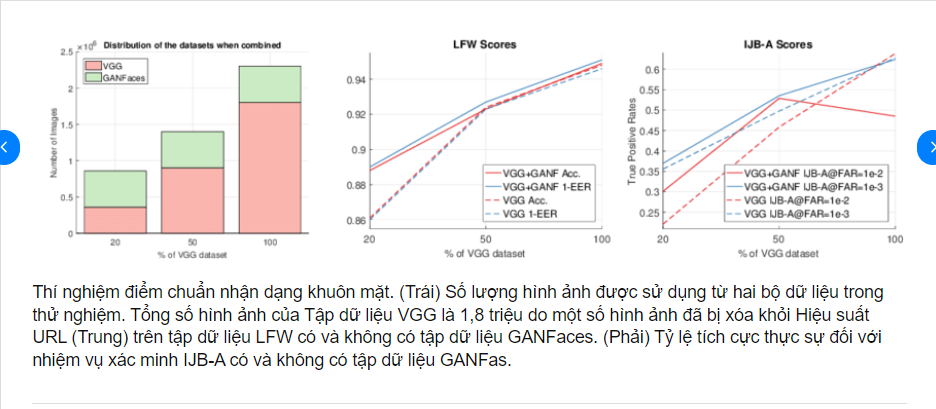 ×10⁶ Distribution of the datasets when combined
2.5
2
1.5
1
0.5
0
Number of Images
VGG
GANFaces
20 50 100
% of VGG dataset
LFW Scores
0.94
0.92
0.9
0.88
0.86
VGG+GANF Acc.
VGG+GANF 1-EER
VGG Acc.
VGG 1-EER
20 50 100
% of VGG dataset
IJB-A Scores
True Positive Rates
0.6
0.55
0.5
0.45
0.4
0.35
0.3
0.25
VGG+GANF IJB-A@FAR=1e-2
VGG+GANF IJB-A@FAR=1e-3
VGG IJB-A@FAR=1e-2
VGG IJB-A@FAR=1e-3
20 50 100
% of VGG dataset
Thí nghiệm điểm chuẩn nhận dạng khuôn mặt. (Trái) Số lượng hình ảnh được sử dụng từ hai bộ dữ liệu trong
thử nghiệm. Tổng số hình ảnh của Tập dữ liệu VGG là 1,8 triệu do một số hình ảnh đã bị xóa khỏi Hiệu suất
URL (Trung) trên tập dữ liệu LFW có và không có tập dữ liệu GANFaces. (Phải) Tỷ lệ tích cực thực sự đối với
nhiệm vụ xác minh IJB-A có và không có tập dữ liệu GANFas.